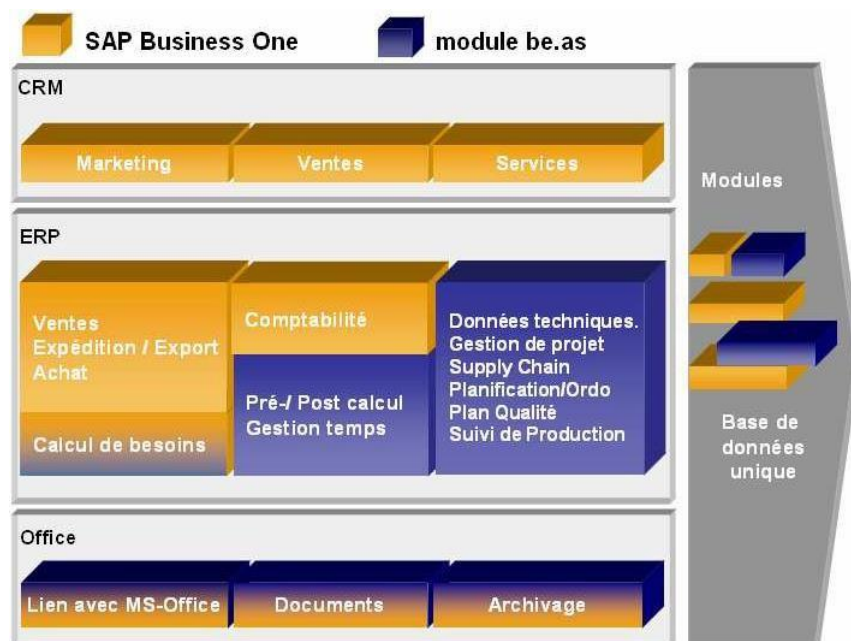 SAP Business One
module be.as
CRM
Marketing
Ventes
Services
ERP
Ventes
Expédition / Export
Achat
Calcul de besoins
Comptabilité
Pré-/ Post calcul
Gestion temps
Données techniques.
Gestion de projet
Supply Chain
Planification/Ordo
Plan Qualité
Suivi de Production
Office
Lien avec MS-Office
Documents
Archivage
Modules
Base de
données
unique